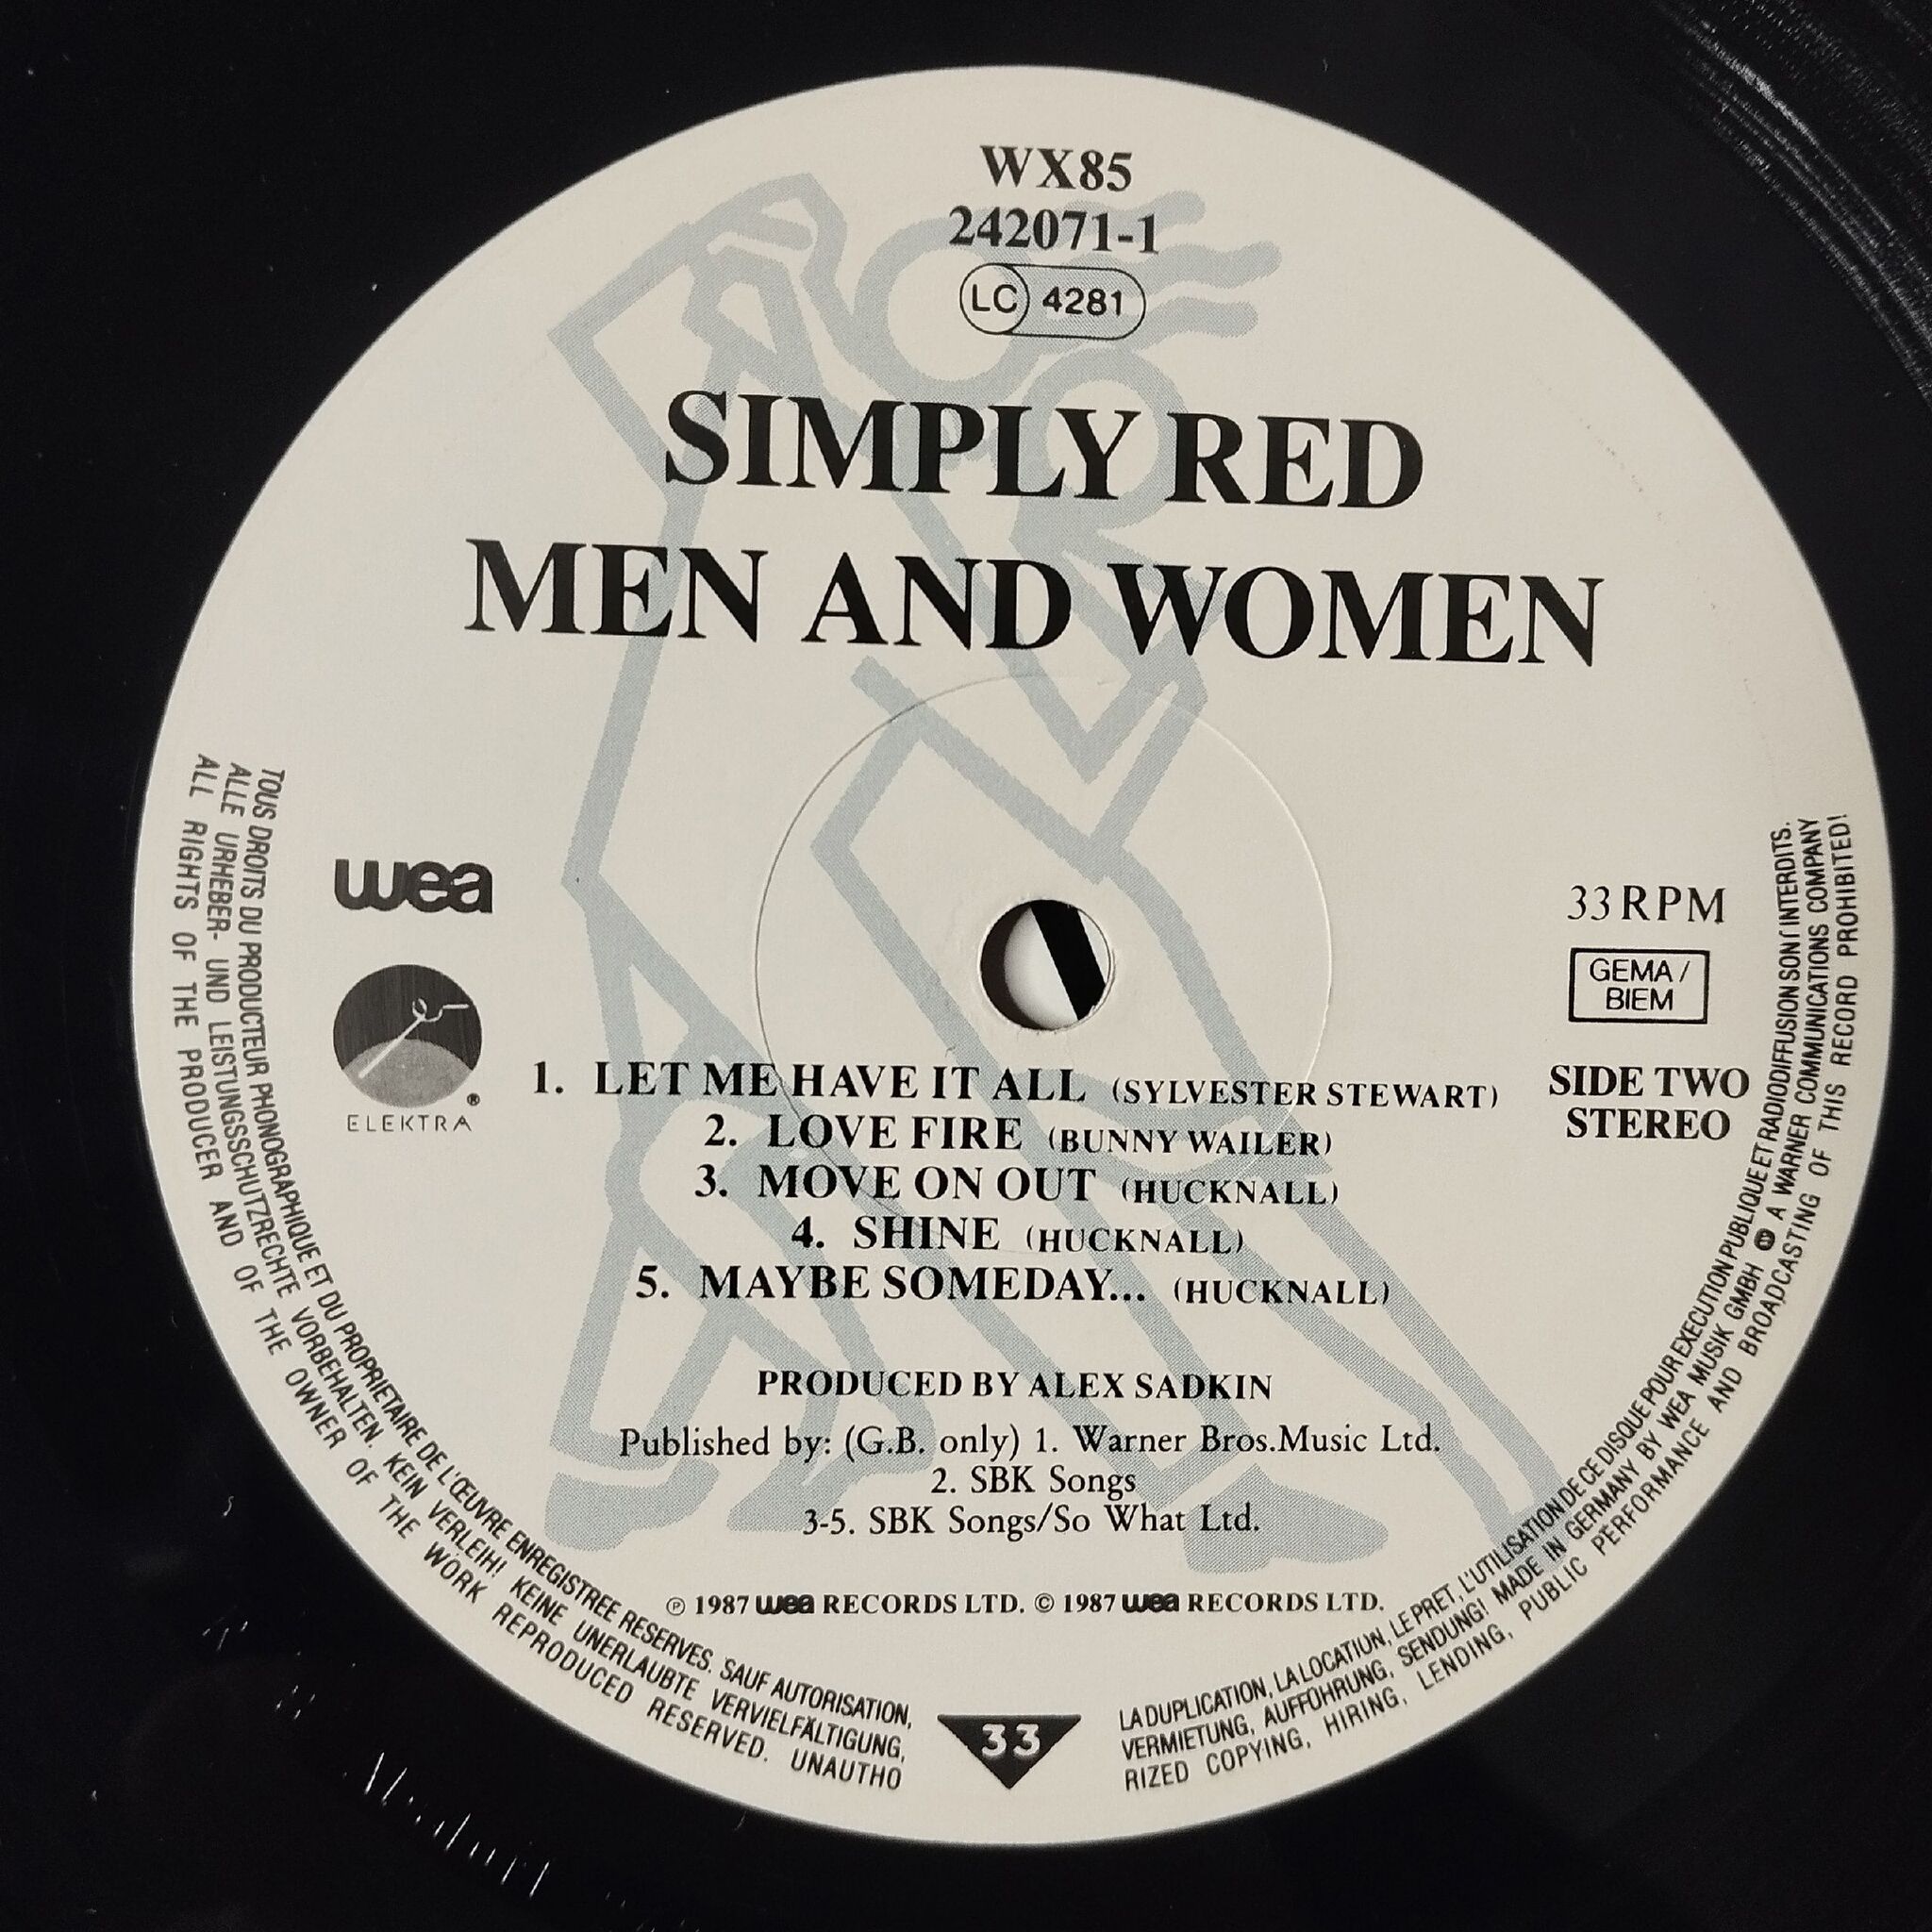 WX85
242071-1
LC 4281
SIMPLY RED
MEN AND WOMEN
wea
ELEKTRA ®
33 RPM
GEMA /
BIEM
SIDE TWO
STEREO
1. LET ME HAVE IT ALL (SYLVESTER STEWART)
2. LOVE FIRE (BUNNY WAILER)
3. MOVE ON OUT (HUCKNALL)
4. SHINE (HUCKNALL)
5. MAYBE SOMEDAY... (HUCKNALL)
PRODUCED BY ALEX SADKIN
Published by: (G.B. only) 1. Warner Bros.Music Ltd.
2. SBK Songs
3-5. SBK Songs/So What Ltd.
℗ 1987 wea RECORDS LTD. © 1987 wea RECORDS LTD.
33
TOUS DROITS DU PRODUCTEUR PHONOGRAPHIQUE ET DU PROPRIETAIRE DE L'ŒUVRE ENREGISTREE RESERVES. SAUF AUTORISATION, LA DUPLICATION, LA LOCATION, LE PRET, L'UTILISATION DE CE DISQUE POUR EXECUTION PUBLIQUE ET RADIODIFFUSION SONT INTERDITS.
ALLE URHEBER- UND LEISTUNGSSCHUTZRECHTE VORBEHALTEN. KEIN VERLEIH! KEINE UNERLAUBTE VERVIELFÄLTIGUNG, VERMIETUNG, AUFFÜHRUNG, SENDUNG! MADE IN GERMANY BY WEA MUSIK GMBH A WARNER COMMUNICATIONS COMPANY
ALL RIGHTS OF THE PRODUCER AND OF THE OWNER OF THE WORK REPRODUCED RESERVED. UNAUTHORIZED COPYING, HIRING, LENDING, PUBLIC PERFORMANCE AND BROADCASTING OF THIS RECORD PROHIBITED!